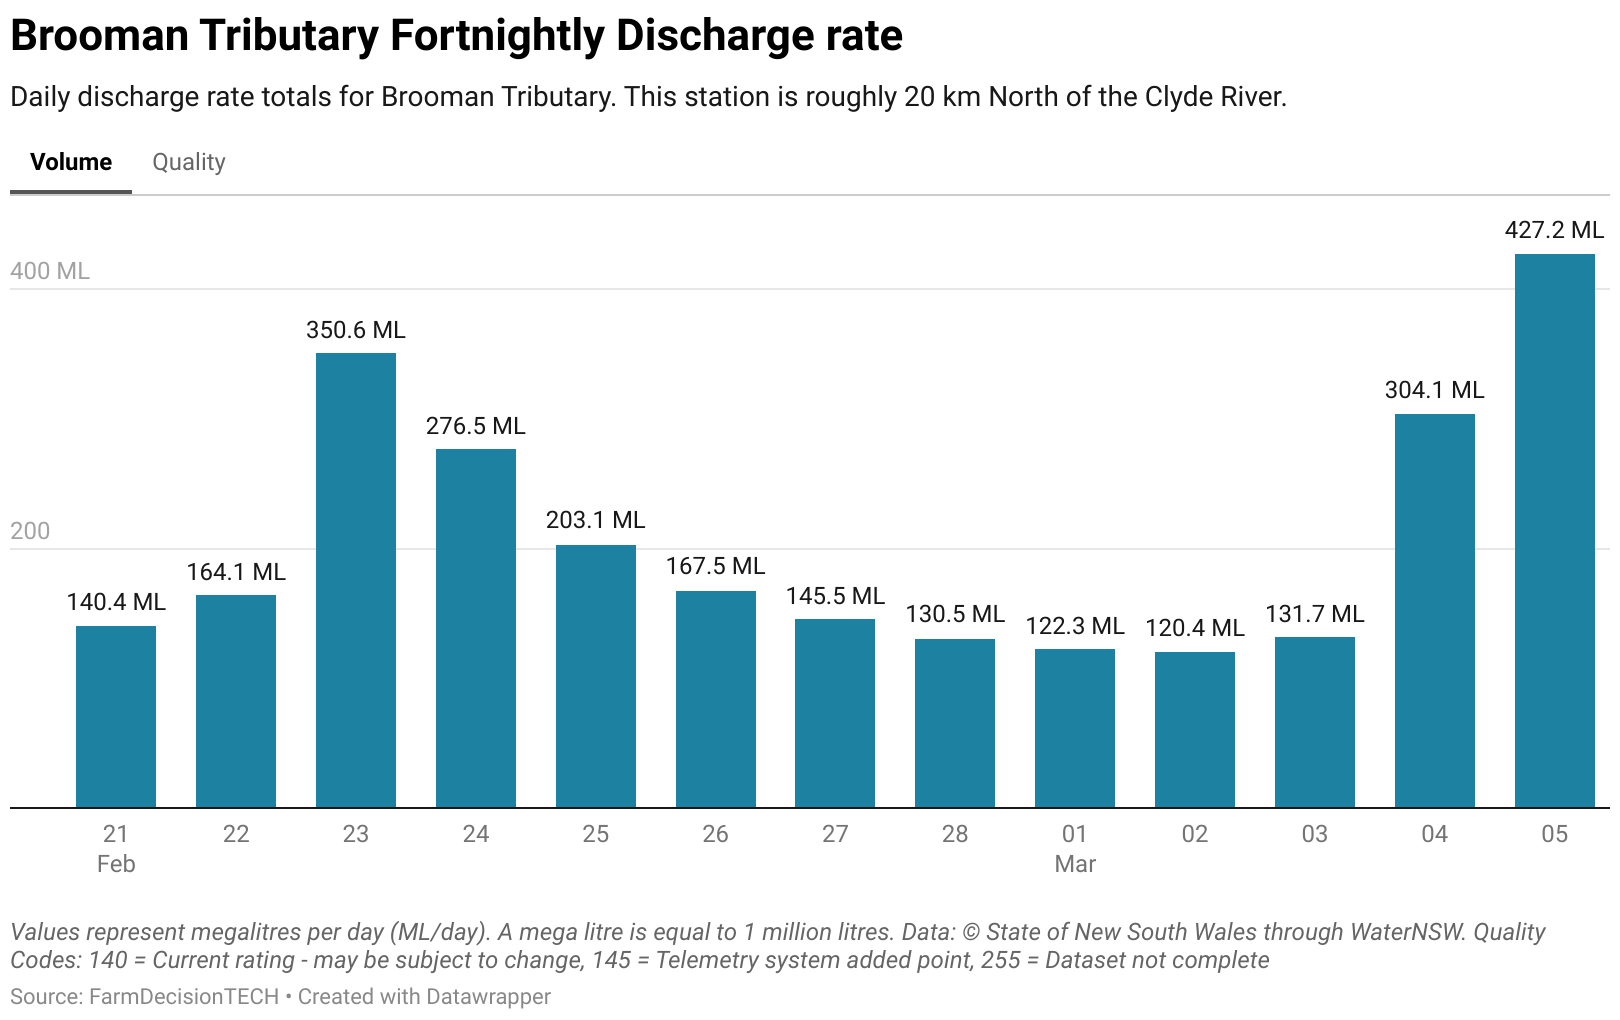 Brooman Tributary Fortnightly Discharge rate
Daily discharge rate totals for Brooman Tributary. This station is roughly 20 km North of the Clyde River.
Volume Quality
427.2 ML
400 ML
350.6 ML
304.1 ML
276.5 ML
203.1 ML
200
167.5 ML
164.1 ML
145.5 ML
140.4 ML
130.5 ML
131.7 ML
122.3 ML
120.4 ML
21 22 23 24 25 26 27 28 01 02 03 04 05
Feb Mar
Values represent megalitres per day (ML/day). A mega litre is equal to 1 million litres. Data: © State of New South Wales through WaterNSW. Quality
Codes: 140 = Current rating - may be subject to change, 145 = Telemetry system added point, 255 = Dataset not complete
Source: FarmDecisionTECH • Created with Datawrapper